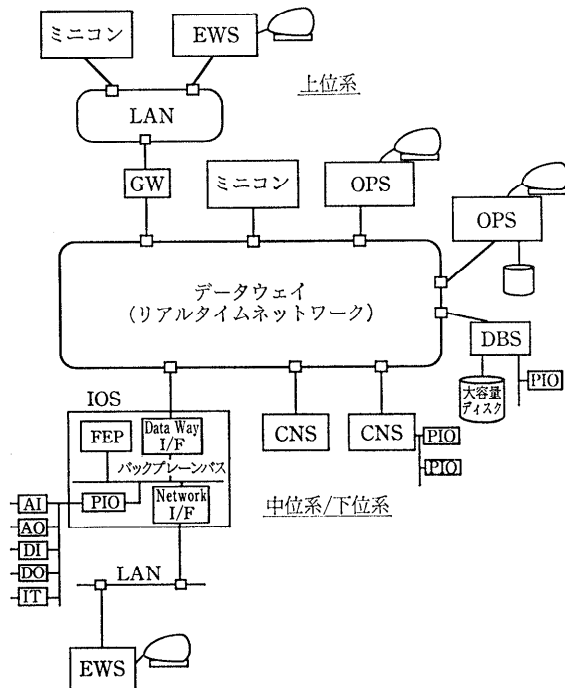 ミニコン
EWS
上位系
LAN
GW
ミニコン
OPS
OPS
データウェイ
(リアルタイムネットワーク)
DBS
大容量
ディスク
PIO
IOS
FEP
Data Way
I/F
バックプレーンバス
PIO
Network
I/F
CNS
CNS
PIO
PIO
中位系/下位系
AI
AO
DI
DO
IT
LAN
EWS